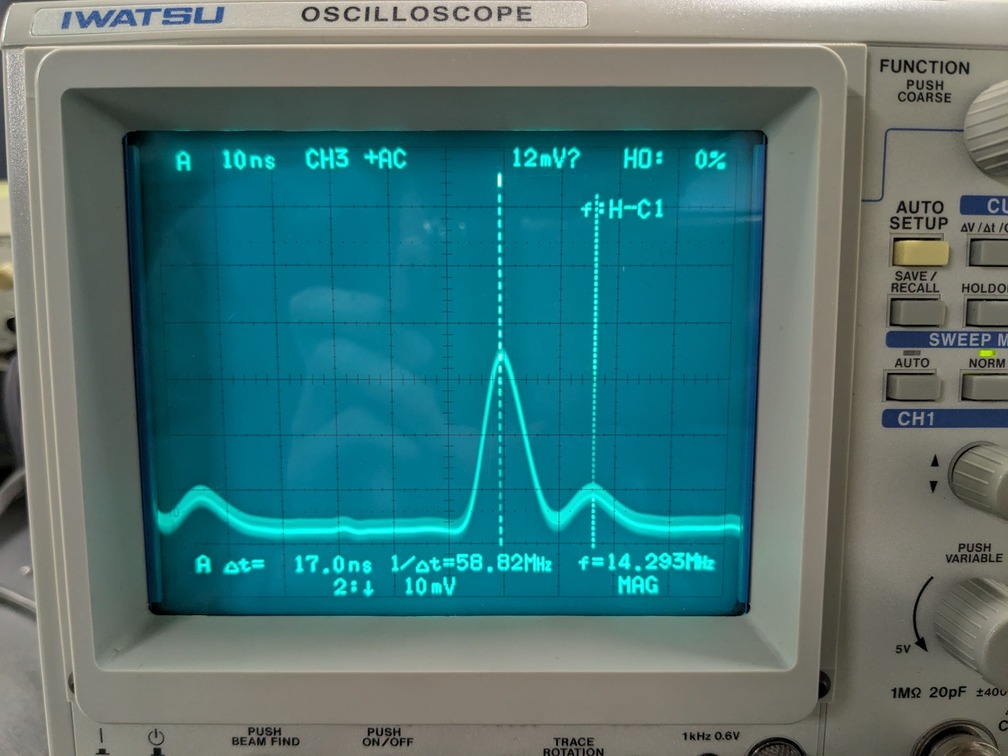 IWATSU OSCILLOSCOPE
A 10ns CH3 +AC 12mV? HO: 0%
f:H-C1
A Δt= 17.0ns 1/Δt=58.82MHz f=14.293MHz
2:↓ 10mV MAG
FUNCTION
PUSH
COARSE
AUTO
SETUP
ΔV/Δt/
SAVE/
RECALL
SWEEP
AUTO NORM
CH1
PUSH
VARIABLE
5V
1MΩ 20pF
PUSH
BEAM FIND
PUSH
ON/OFF
TRACE
ROTATION
1kHz 0.6V